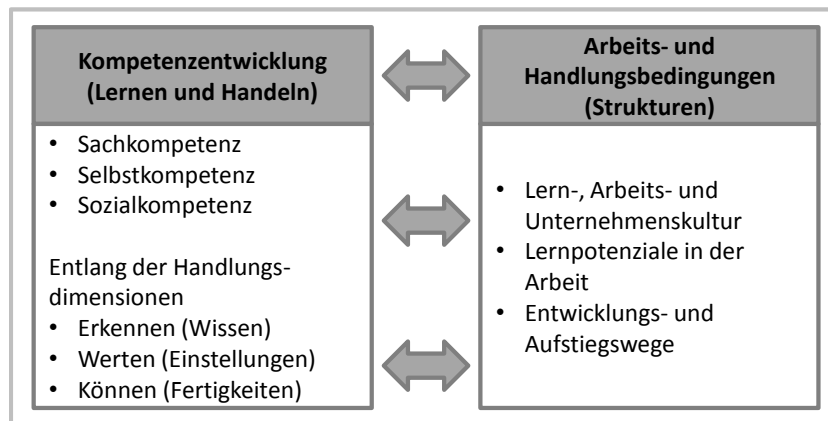 Kompetenzentwicklung
(Lernen und Handeln)
• Sachkompetenz
• Selbstkompetenz
• Sozialkompetenz
Entlang der Handlungs-
dimensionen
• Erkennen (Wissen)
• Werten (Einstellungen)
• Können (Fertigkeiten)
Arbeits- und
Handlungsbedingungen
(Strukturen)
• Lern-, Arbeits- und
Unternehmenskultur
• Lernpotenziale in der
Arbeit
• Entwicklungs- und
Aufstiegswege